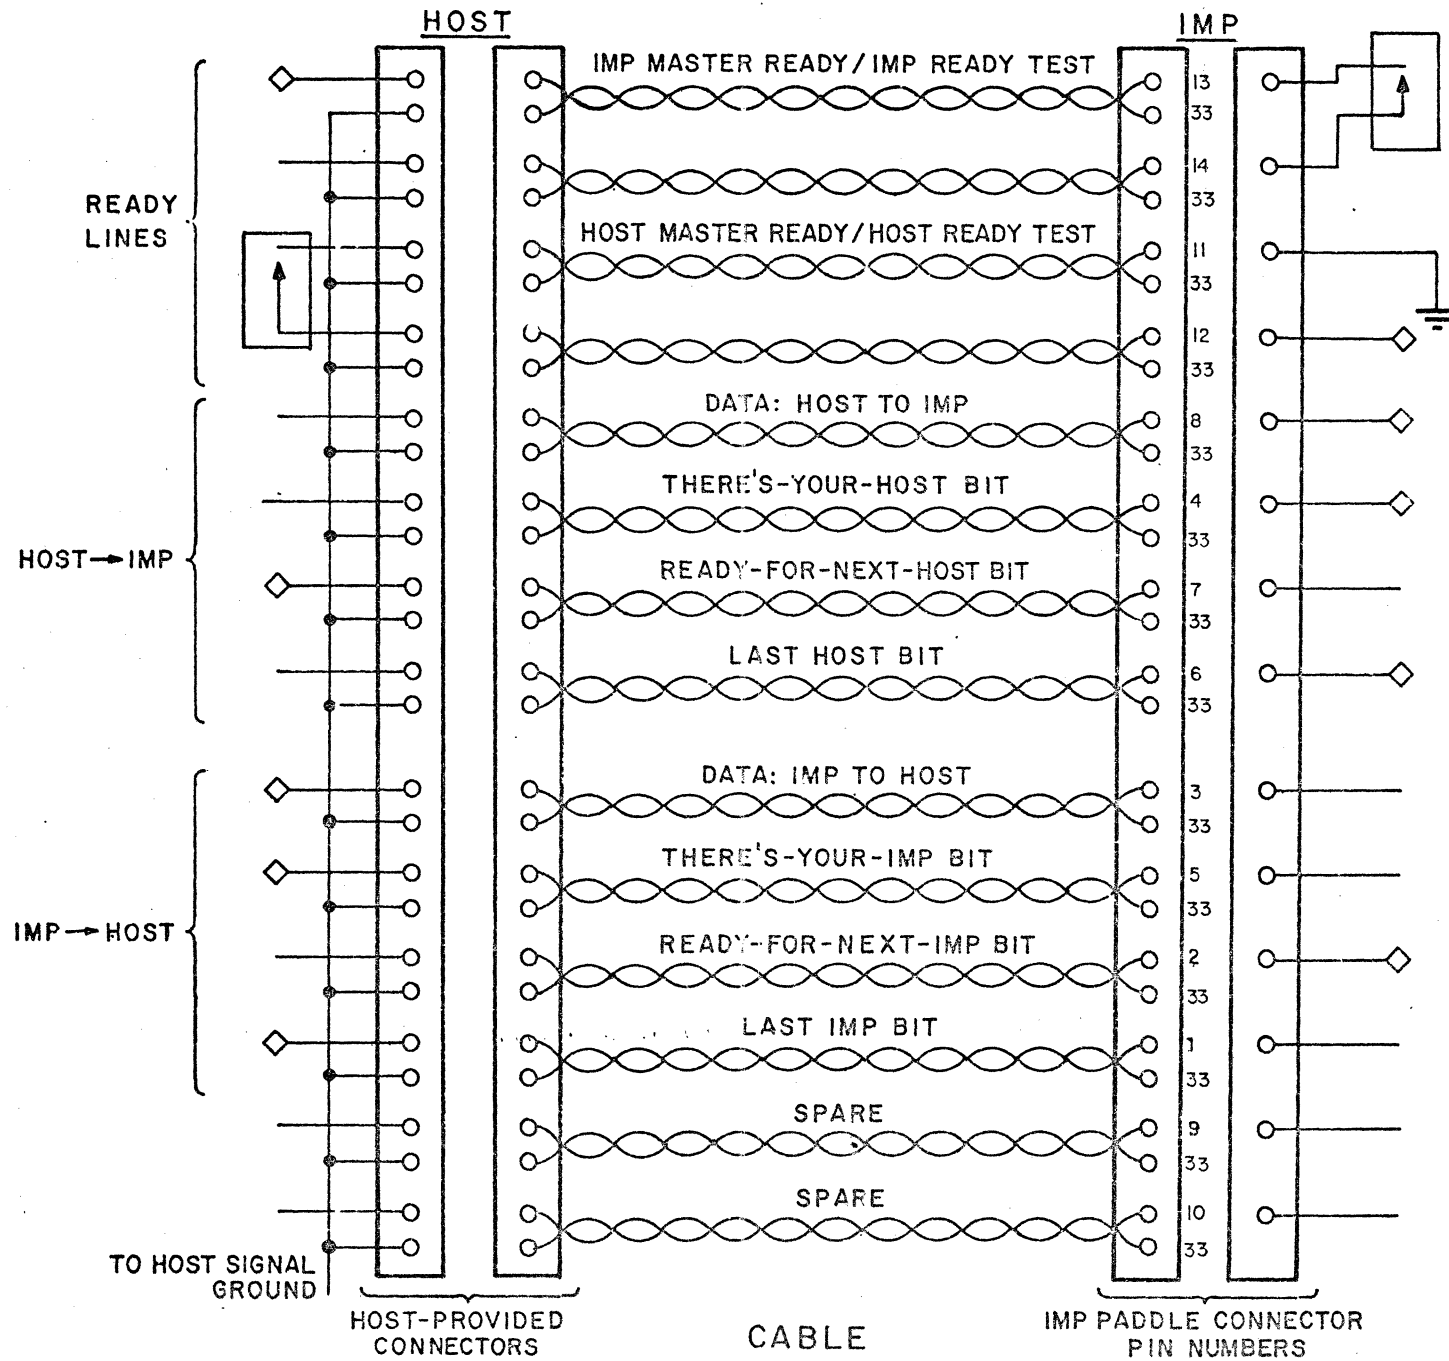 HOST
IMP
IMP MASTER READY/IMP READY TEST
13
33
14
33
READY
LINES
HOST MASTER READY/HOST READY TEST
11
33
12
33
DATA: HOST TO IMP
8
33
THERE'S-YOUR-HOST BIT
4
33
HOST→IMP
READY-FOR-NEXT-HOST BIT
7
33
LAST HOST BIT
6
33
DATA: IMP TO HOST
3
33
THERE'S-YOUR-IMP BIT
5
33
IMP→HOST
READY-FOR-NEXT-IMP BIT
2
33
LAST IMP BIT
1
33
SPARE
9
33
SPARE
10
33
TO HOST SIGNAL
GROUND
HOST-PROVIDED
CONNECTORS
CABLE
IMP PADDLE CONNECTOR
PIN NUMBERS